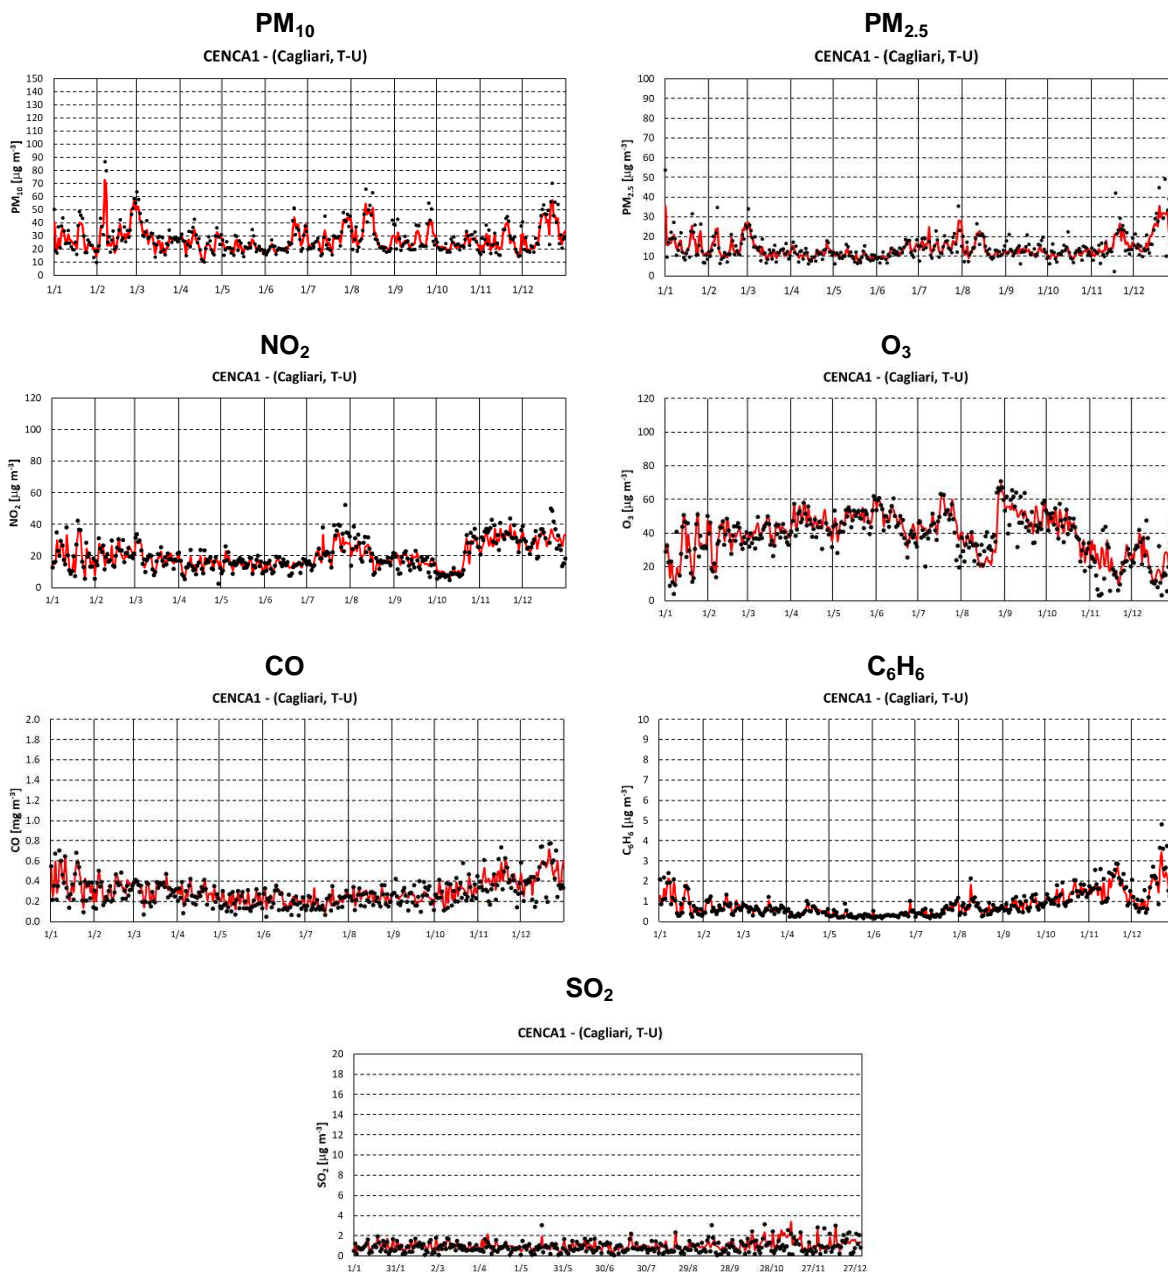 PM₁₀
CENCA1 - (Cagliari, T-U)
PM₁₀ [µg m⁻³]
150
140
130
120
110
100
90
80
70
60
50
40
30
20
10
0
1/1 1/2 1/3 1/4 1/5 1/6 1/7 1/8 1/9 1/10 1/11 1/12
PM₂.₅
CENCA1 - (Cagliari, T-U)
PM₂.₅ [µg m⁻³]
100
90
80
70
60
50
40
30
20
10
0
1/1 1/2 1/3 1/4 1/5 1/6 1/7 1/8 1/9 1/10 1/11 1/12
NO₂
CENCA1 - (Cagliari, T-U)
NO₂ [µg m⁻³]
120
100
80
60
40
20
0
1/1 1/2 1/3 1/4 1/5 1/6 1/7 1/8 1/9 1/10 1/11 1/12
O₃
CENCA1 - (Cagliari, T-U)
O₃ [µg m⁻³]
120
100
80
60
40
20
0
1/1 1/2 1/3 1/4 1/5 1/6 1/7 1/8 1/9 1/10 1/11 1/12
CO
CENCA1 - (Cagliari, T-U)
CO [mg m⁻³]
2.0
1.8
1.6
1.4
1.2
1.0
0.8
0.6
0.4
0.2
0.0
1/1 1/2 1/3 1/4 1/5 1/6 1/7 1/8 1/9 1/10 1/11 1/12
C₆H₆
CENCA1 - (Cagliari, T-U)
C₆H₆ [µg m⁻³]
10
9
8
7
6
5
4
3
2
1
0
1/1 1/2 1/3 1/4 1/5 1/6 1/7 1/8 1/9 1/10 1/11 1/12
SO₂
CENCA1 - (Cagliari, T-U)
SO₂ [µg m⁻³]
20
18
16
14
12
10
8
6
4
2
0
1/1 31/1 2/3 1/4 1/5 31/5 30/6 30/7 29/8 28/9 28/10 27/11 27/12